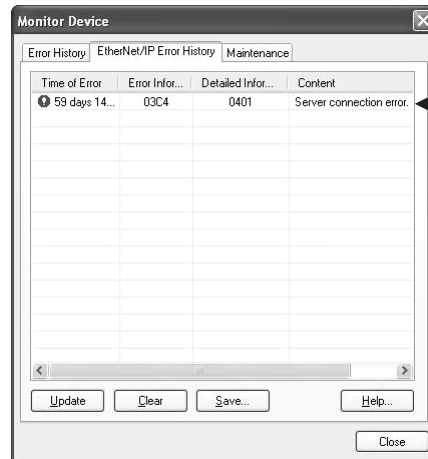 Monitor Device
Error History EtherNet/IP Error History Maintenance
Time of Error Error Infor... Detailed Infor... Content
59 days 14... 03C4 0401 Server connection error.
Update Clear Save... Help...
Close